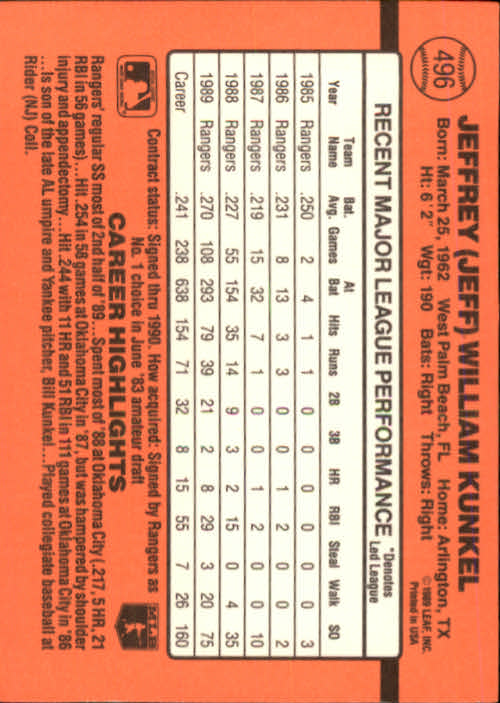 496
JEFFREY (JEFF) WILLIAM KUNKEL
Born: March 25, 1962 West Palm Beach, FL Home: Arlington, TX
Ht: 6' 2" Wgt: 190 Bats: Right Throws: Right
©1989 LEAF, INC.
Printed in USA
RECENT MAJOR LEAGUE PERFORMANCE
*Denotes
Led League
Year Team Name Bat. Avg. Games At Bat Hits Runs 2B 3B HR RBI Steal Walk SO
1985 Rangers .250 2 4 1 1 0 0 0 0 0 0 3
1986 Rangers .231 8 13 3 3 0 0 1 2 0 0 2
1987 Rangers .219 15 32 7 1 0 0 1 2 0 0 10
1988 Rangers .227 55 154 35 14 9 3 2 15 0 4 35
1989 Rangers .270 108 293 79 39 21 2 8 29 3 20 75
Career .241 238 638 154 71 32 8 15 55 7 26 160
Contract status: Signed thru 1990. How acquired: Signed by Rangers as
No. 1 choice in June '83 amateur draft
CAREER HIGHLIGHTS
MLB
Rangers' regular SS most of 2nd half of '89...Spent most of '88 at Oklahoma City (.217, 5 HR, 21
RBI in 56 games)...Hit .254 in 58 games at Oklahoma City in '87, but was hampered by shoulder
injury and appendectomy...Hit .244 with 11 HR and 51 RBI in 111 games at Oklahoma City in '86
...Is son of the late AL umpire and Yankee pitcher, Bill Kunkel...Played collegiate baseball at
Rider (NJ) Coll.